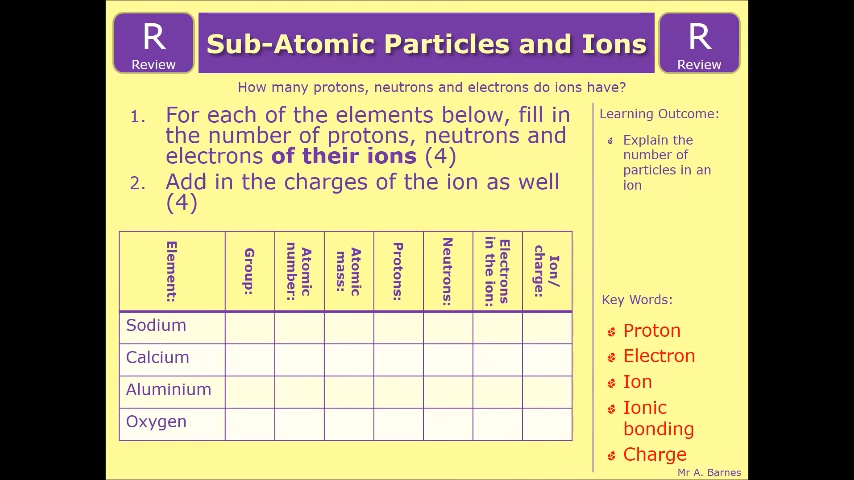 R
Review
Sub-Atomic Particles and Ions
R
Review
How many protons, neutrons and electrons do ions have?
1. For each of the elements below, fill in
the number of protons, neutrons and
electrons of their ions (4)
2. Add in the charges of the ion as well
(4)
Element:
Group:
Atomic
number:
Atomic
mass:
Protons:
Neutrons:
Electrons
in the ion:
Ion/
charge:
Sodium
Calcium
Aluminium
Oxygen
Learning Outcome:
Explain the
number of
particles in an
ion
Key Words:
Proton
Electron
Ion
Ionic
bonding
Charge
Mr A. Barnes